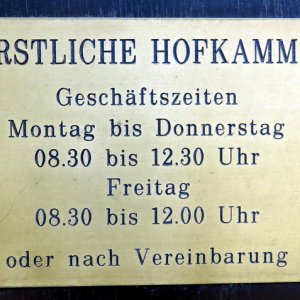 RSTLICHE HOFKAMM
Geschäftszeiten
Montag bis Donnerstag
08.30 bis 12.30 Uhr
Freitag
08.30 bis 12.00 Uhr
oder nach Vereinbarung